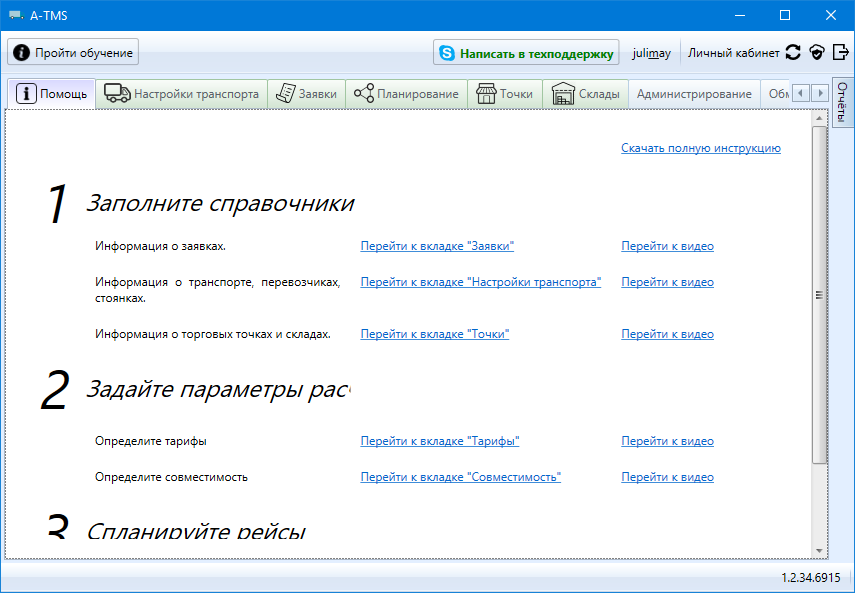 A-TMS
Пройти обучение
Написать в техподдержку
julimay
Личный кабинет
Помощь
Настройки транспорта
Заявки
Планирование
Точки
Склады
Администрирование
Отчёты
Скачать полную инструкцию
1 Заполните справочники
Информация о заявках. Перейти к вкладке "Заявки" Перейти к видео
Информация о транспорте, перевозчиках, Перейти к вкладке "Настройки транспорта" Перейти к видео
стоянках.
Информация о торговых точках и складах. Перейти к вкладке "Точки" Перейти к видео
2 Задайте параметры рас
Определите тарифы Перейти к вкладке "Тарифы" Перейти к видео
Определите совместимость Перейти к вкладке "Совместимость" Перейти к видео
3 Спланируйте рейсы
1.2.34.6915